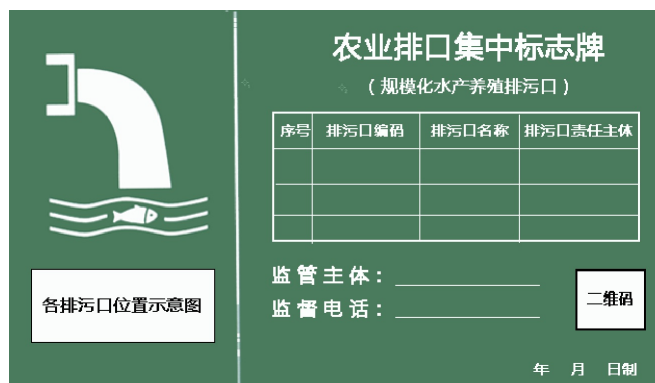 农业排口集中标志牌
（规模化水产养殖排污口）
序号 排污口编码 排污口名称 排污口责任主体
监管主体：
监督电话：
各排污口位置示意图
二维码
年 月 日制